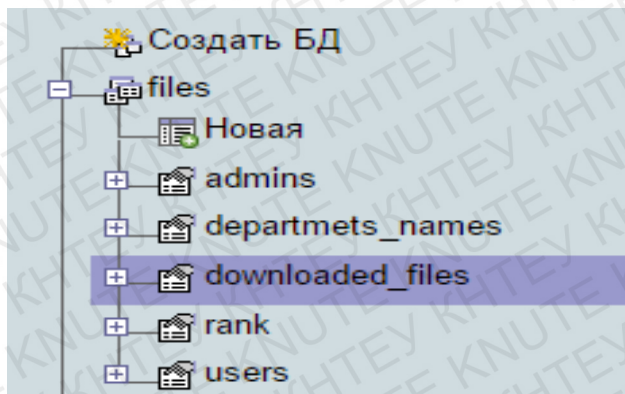 Создать БД
files
Новая
admins
departmets_names
downloaded_files
rank
users